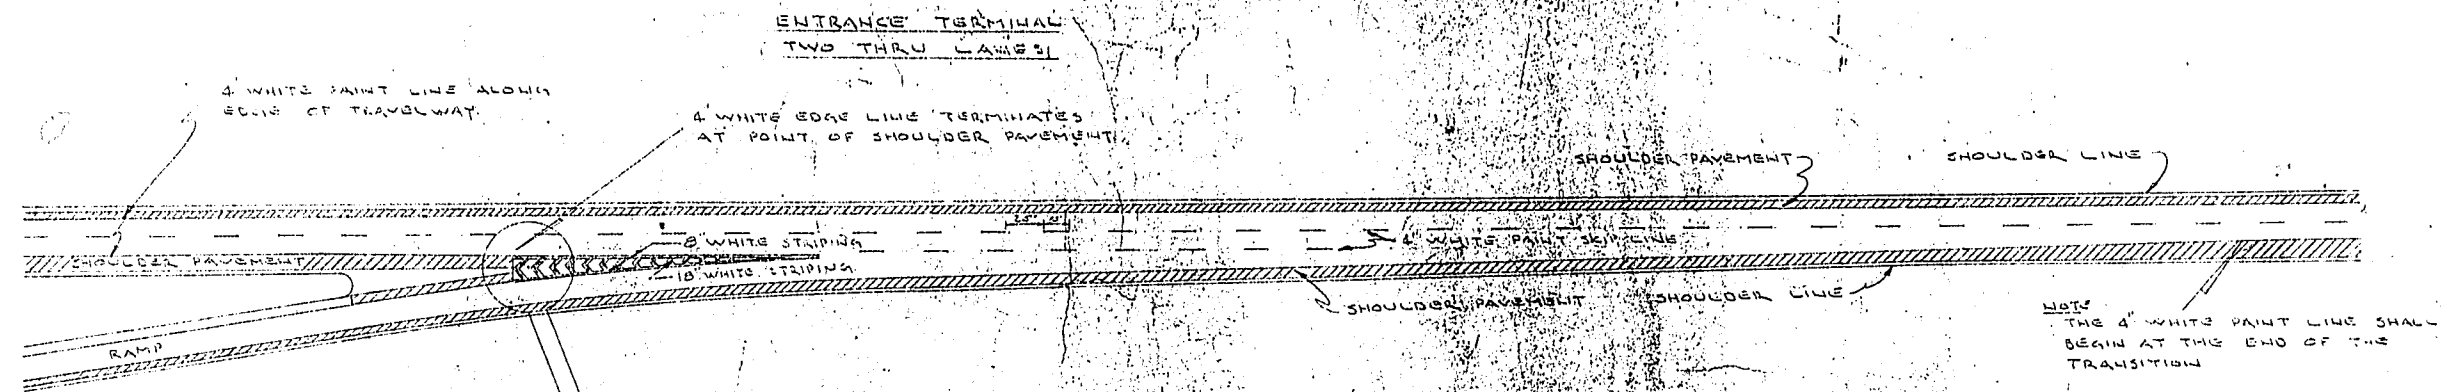 ENTRANCE TERMINAL
TWO THRU LANES
4" WHITE PAINT LINE ALONG
EDGE OF TRAVELWAY.
4" WHITE EDGE LINE TERMINATES
AT POINT OF SHOULDER PAVEMENT.
SHOULDER PAVEMENT
SHOULDER LINE
8" WHITE STRIPING
4" WHITE PAINT SKIP LINE
SHOULDER PAVEMENT
18" WHITE STRIPING
SHOULDER PAVEMENT
SHOULDER LINE
RAMP
NOTE
THE 4" WHITE PAINT LINE SHALL
BEGIN AT THE END OF THE
TRANSITION